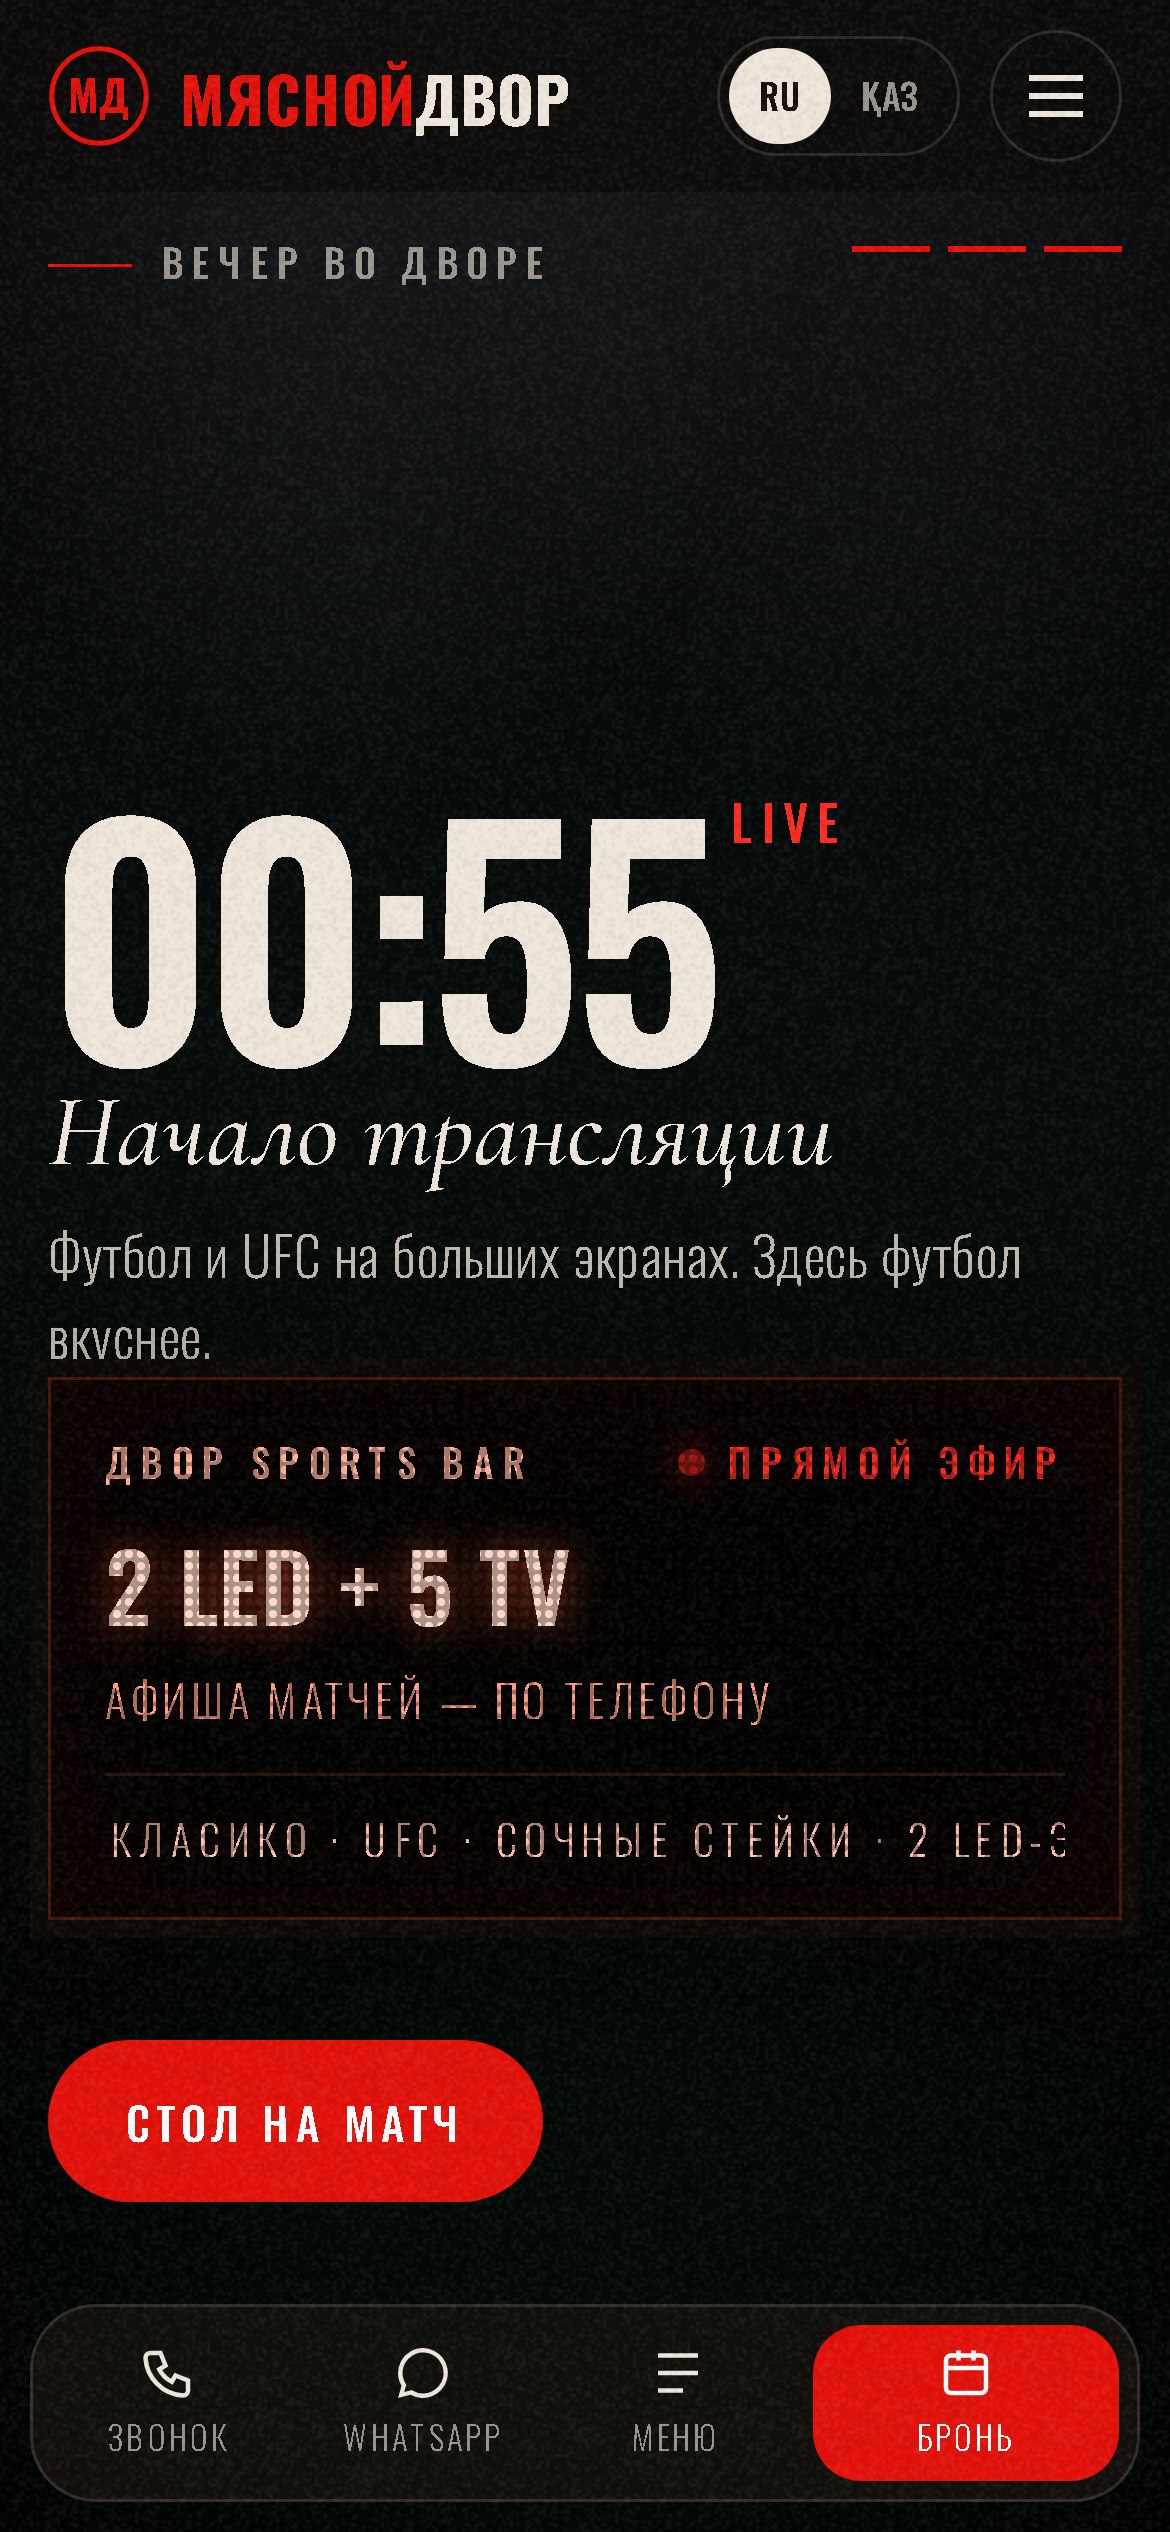 МД МЯСНОЙДВОР RU ҚАЗ
ВЕЧЕР ВО ДВОРЕ
00:55 LIVE
Начало трансляции
Футбол и UFC на больших экранах. Здесь футбол
вкуснее.
ДВОР SPORTS BAR ПРЯМОЙ ЭФИР
2 LED + 5 TV
АФИША МАТЧЕЙ — ПО ТЕЛЕФОНУ
КЛАСИКО · UFC · СОЧНЫЕ СТЕЙКИ · 2 LED-Э
СТОЛ НА МАТЧ
ЗВОНОК WHATSAPP МЕНЮ БРОНЬ